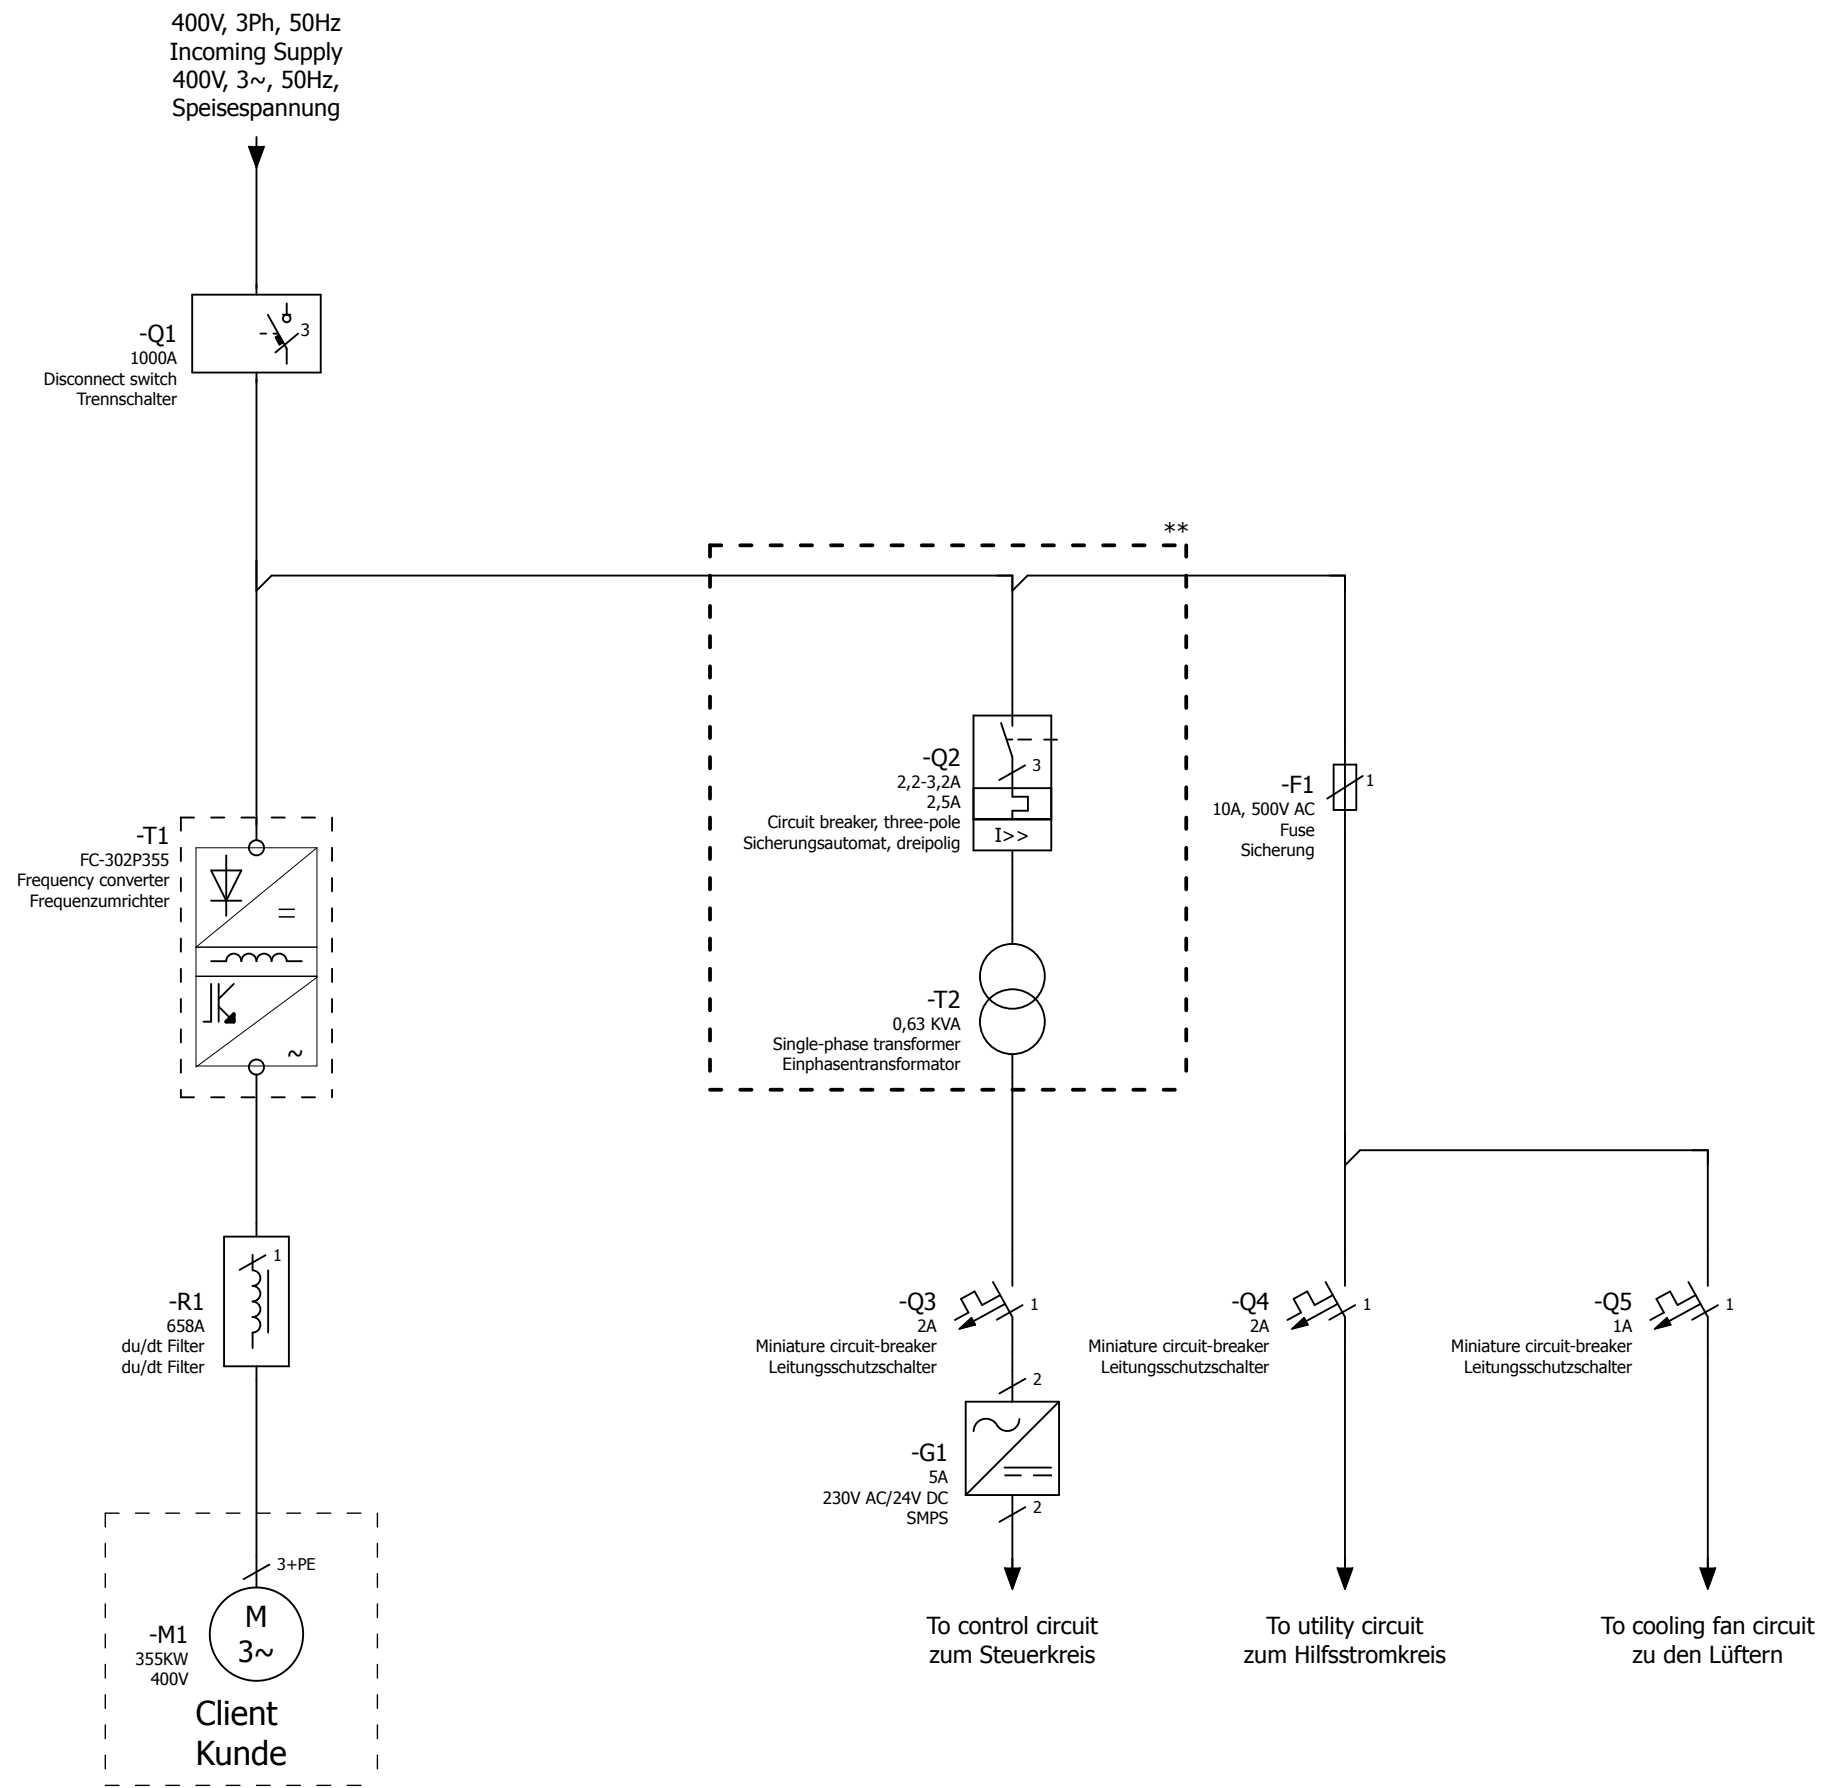 400V, 3Ph, 50Hz
Incoming Supply
400V, 3~, 50Hz,
Speisespannung
-Q1
1000A
Disconnect switch
Trennschalter
3
**
-Q2
2,2-3,2A
2,5A
Circuit breaker, three-pole
Sicherungsautomat, dreipolig
3
I>>
-F1
10A, 500V AC
Fuse
Sicherung
1
-T1
FC-302P355
Frequency converter
Frequenzumrichter
=
~
-T2
0,63 KVA
Single-phase transformer
Einphasentransformator
-R1
658A
du/dt Filter
du/dt Filter
1
-Q3
2A
Miniature circuit-breaker
Leitungsschutzschalter
1
-Q4
2A
Miniature circuit-breaker
Leitungsschutzschalter
1
-Q5
1A
Miniature circuit-breaker
Leitungsschutzschalter
1
2
-G1
5A
230V AC/24V DC
SMPS
2
3+PE
-M1
355KW
400V
M
3~
Client
Kunde
To control circuit
zum Steuerkreis
To utility circuit
zum Hilfsstromkreis
To cooling fan circuit
zu den Lüftern